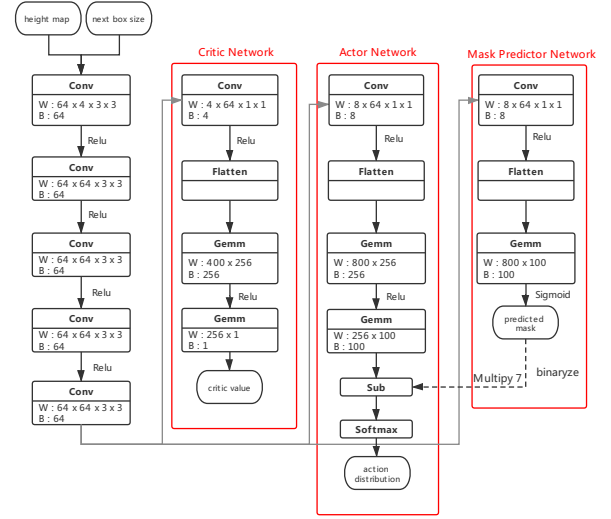 height map
next box size
Conv
W : 64 x 4 x 3 x 3
B : 64
Relu
Conv
W : 64 x 64 x 3 x 3
B : 64
Relu
Conv
W : 64 x 64 x 3 x 3
B : 64
Relu
Conv
W : 64 x 64 x 3 x 3
B : 64
Relu
Conv
W : 64 x 64 x 3 x 3
B : 64
Critic Network
Conv
W : 4 x 64 x 1 x 1
B : 4
Relu
Flatten
Gemm
W : 400 x 256
B : 256
Relu
Gemm
W : 256 x 1
B : 1
critic value
Actor Network
Conv
W : 8 x 64 x 1 x 1
B : 8
Relu
Flatten
Gemm
W : 800 x 256
B : 256
Relu
Gemm
W : 256 x 100
B : 100
Sub
Softmax
action
distribution
Mask Predictor Network
Conv
W : 8 x 64 x 1 x 1
B : 8
Relu
Flatten
Gemm
W : 800 x 100
B : 100
Sigmoid
predicted
mask
Multipy 7
binaryze